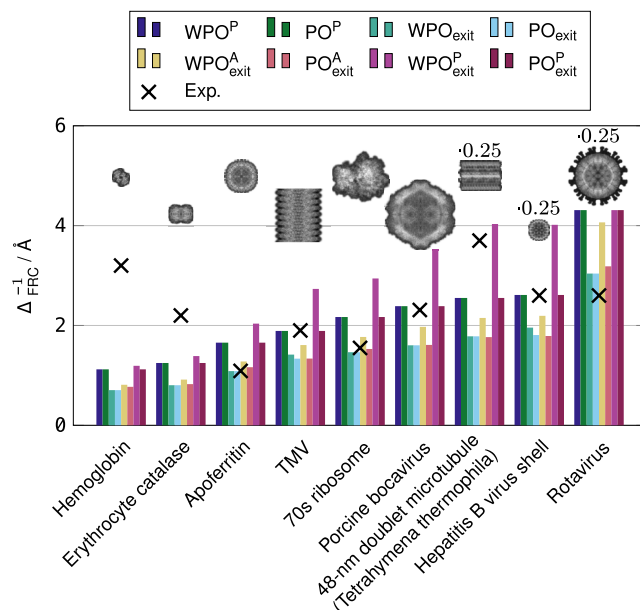 WPO^P PO^P WPO_exit PO_exit
WPO^A_exit PO^A_exit WPO^P_exit PO^P_exit
Exp.
6
4
2
0
Δ^-1_FRC / Å
·0.25
·0.25
·0.25
Hemoglobin
Erythrocyte catalase
Apoferritin
TMV
70s ribosome
Porcine bocavirus
48-nm doublet microtubule
(Tetrahymena thermophila)
Hepatitis B virus shell
Rotavirus